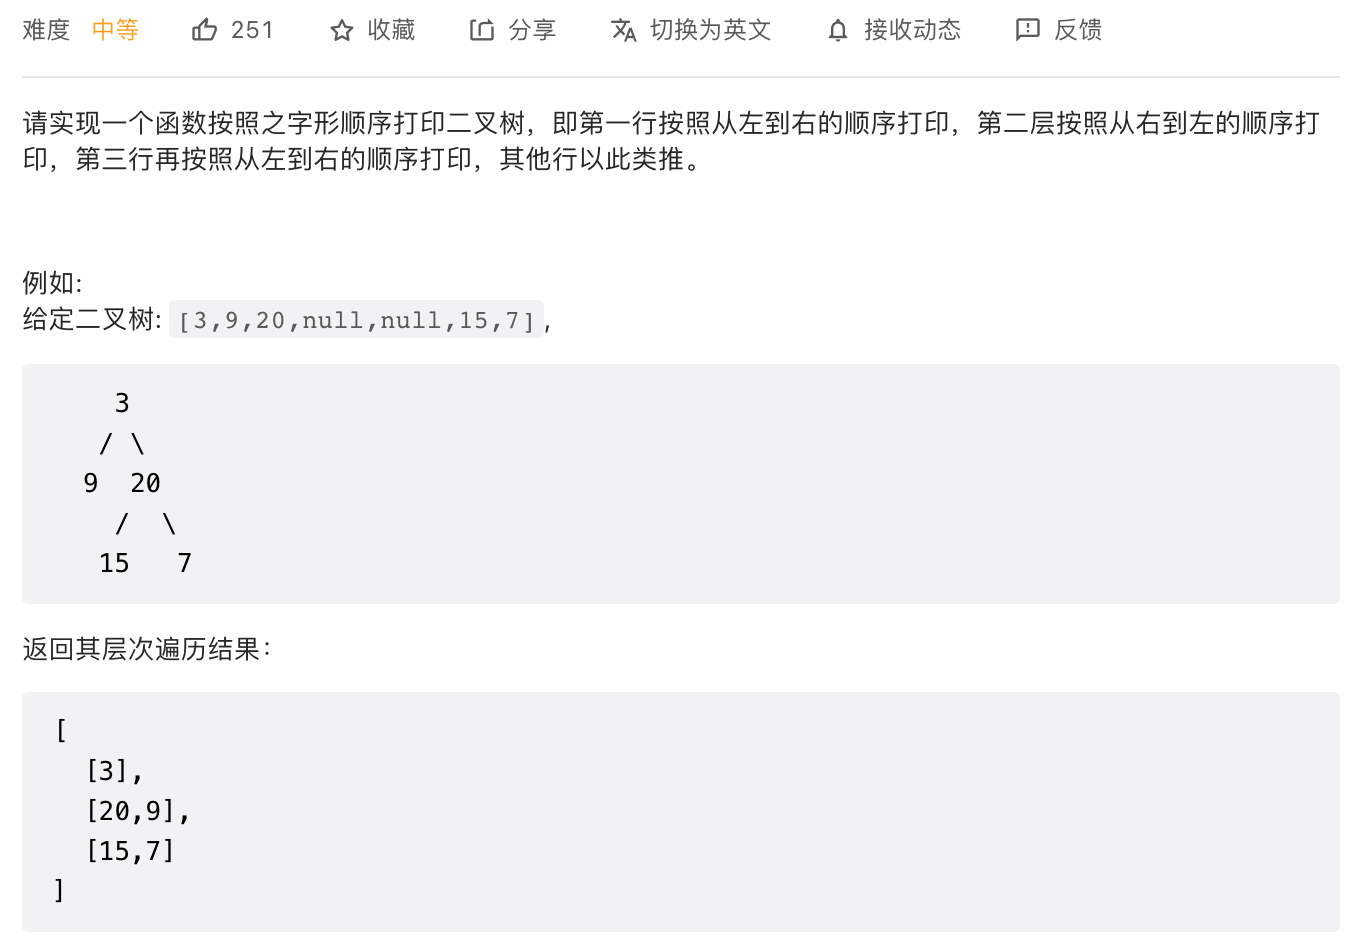 难度 中等 251 收藏 分享 切换为英文 接收动态 反馈
请实现一个函数按照之字形顺序打印二叉树，即第一行按照从左到右的顺序打印，第二层按照从右到左的顺序打
印，第三行再按照从左到右的顺序打印，其他行以此类推。
例如:
给定二叉树: [3,9,20,null,null,15,7],
3
/ \
9  20
/  \
15   7
返回其层次遍历结果：
[
[3],
[20,9],
[15,7]
]